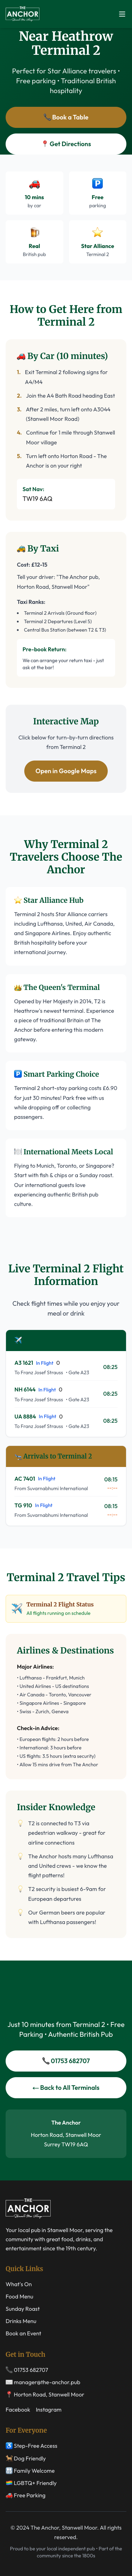 THE
ANCHOR
Near Heathrow
Terminal 2
Perfect for Star Alliance travelers •
Free parking • Traditional British
hospitality
📞 Book a Table
📍 Get Directions
10 mins
by car
Free
parking
Real
British pub
Star Alliance
Terminal 2
How to Get Here from
Terminal 2
🚗 By Car (10 minutes)
1. Exit Terminal 2 following signs for
A4/M4
2. Join the A4 Bath Road heading East
3. After 2 miles, turn left onto A3044
(Stanwell Moor Road)
4. Continue for 1 mile through Stanwell
Moor village
5. Turn left onto Horton Road - The
Anchor is on your right
Sat Nav:
TW19 6AQ
🚕 By Taxi
Cost: £12-15
Tell your driver: "The Anchor pub,
Horton Road, Stanwell Moor"
Taxi Ranks:
• Terminal 2 Arrivals (Ground floor)
• Terminal 2 Departures (Level 5)
• Central Bus Station (between T2 & T3)
Pre-book Return:
We can arrange your return taxi - just
ask at the bar!
Interactive Map
Click below for turn-by-turn directions
from Terminal 2
Open in Google Maps
Why Terminal 2
Travelers Choose The
Anchor
⭐ Star Alliance Hub
Terminal 2 hosts Star Alliance carriers
including Lufthansa, United, Air Canada,
and Singapore Airlines. Enjoy authentic
British hospitality before your
international journey.
👑 The Queen's Terminal
Opened by Her Majesty in 2014, T2 is
Heathrow's newest terminal. Experience
a piece of traditional Britain at The
Anchor before entering this modern
gateway.
🅿️ Smart Parking Choice
Terminal 2 short-stay parking costs £6.90
for just 30 minutes! Park free with us
while dropping off or collecting
passengers.
🍽️ International Meets Local
Flying to Munich, Toronto, or Singapore?
Start with fish & chips or a Sunday roast.
Our international guests love
experiencing authentic British pub
culture.
Live Terminal 2 Flight
Information
Check flight times while you enjoy your
meal or drink
A3 1621 In Flight
To Franz Josef Strauss • Gate A23
08:25
NH 6144 In Flight
To Franz Josef Strauss • Gate A23
08:25
UA 8884 In Flight
To Franz Josef Strauss • Gate A23
08:25
Arrivals to Terminal 2
AC 7401 In Flight
From Suvarnabhumi International
08:15
TG 910 In Flight
From Suvarnabhumi International
08:15
Terminal 2 Travel Tips
Terminal 2 Flight Status
All flights running on schedule
Airlines & Destinations
Major Airlines:
• Lufthansa - Frankfurt, Munich
• United Airlines - US destinations
• Air Canada - Toronto, Vancouver
• Singapore Airlines - Singapore
• Swiss - Zurich, Geneva
Check-in Advice:
• European flights: 2 hours before
• International: 3 hours before
• US flights: 3.5 hours (extra security)
• Allow 15 mins drive from The Anchor
Insider Knowledge
T2 is connected to T3 via
pedestrian walkway - great for
airline connections
The Anchor hosts many Lufthansa
and United crews - we know the
flight patterns!
T2 security is busiest 6-9am for
European departures
Our German beers are popular
with Lufthansa passengers!
Just 10 minutes from Terminal 2 • Free
Parking • Authentic British Pub
📞 01753 682707
← Back to All Terminals
The Anchor
Horton Road, Stanwell Moor
Surrey TW19 6AQ
THE
ANCHOR
Your local pub in Stanwell Moor, serving the
community with great food, drinks, and
entertainment since the 19th century.
Quick Links
What's On
Food Menu
Sunday Roast
Drinks Menu
Book an Event
Get in Touch
📞 01753 682707
✉️ manager@the-anchor.pub
📍 Horton Road, Stanwell Moor
Facebook Instagram
For Everyone
♿ Step-Free Access
🐕 Dog Friendly
👨‍👩‍👧‍👦 Family Welcome
🏳️‍🌈 LGBTQ+ Friendly
🚗 Free Parking
© 2024 The Anchor, Stanwell Moor. All rights
reserved.
Proud to be your local independent pub • Part of the
community since the 1800s